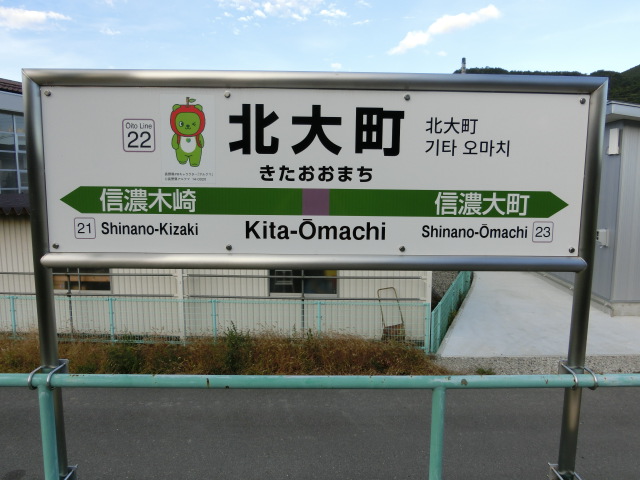 Ōito Line
22
北大町
きたおおまち
北大町
기타 오마치
信濃木崎
信濃大町
21 Shinano-Kizaki
Kita-Ōmachi
Shinano-Ōmachi 23